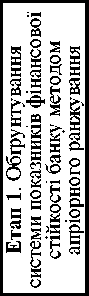 Етап 1. Обґрунтування
системи показників фінансової
стійкості банку методом
апріорного ранжування